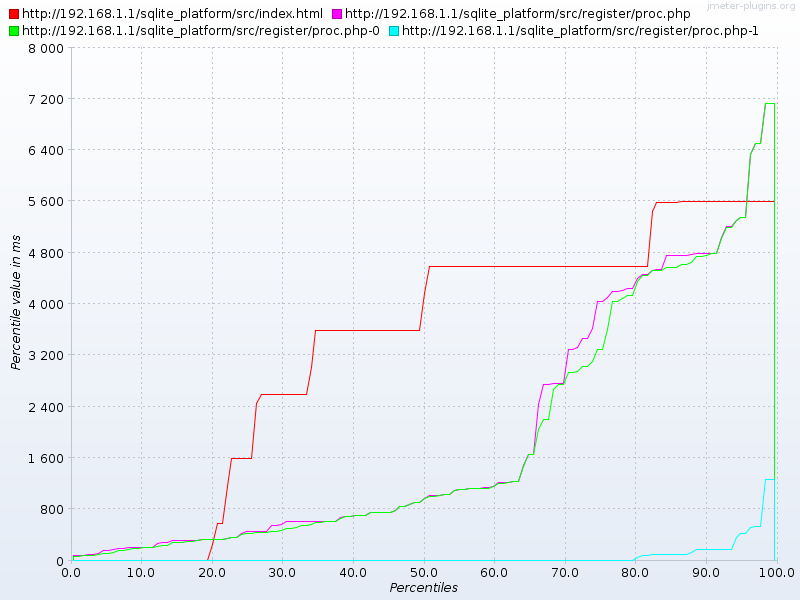 jmeter-plugins.org
http://192.168.1.1/sqlite_platform/src/index.html http://192.168.1.1/sqlite_platform/src/register/proc.php
http://192.168.1.1/sqlite_platform/src/register/proc.php-0 http://192.168.1.1/sqlite_platform/src/register/proc.php-1
8 000
7 200
6 400
5 600
4 800
4 000
3 200
2 400
1 600
800
0
Percentile value in ms
0.0 10.0 20.0 30.0 40.0 50.0 60.0 70.0 80.0 90.0 100.0
Percentiles